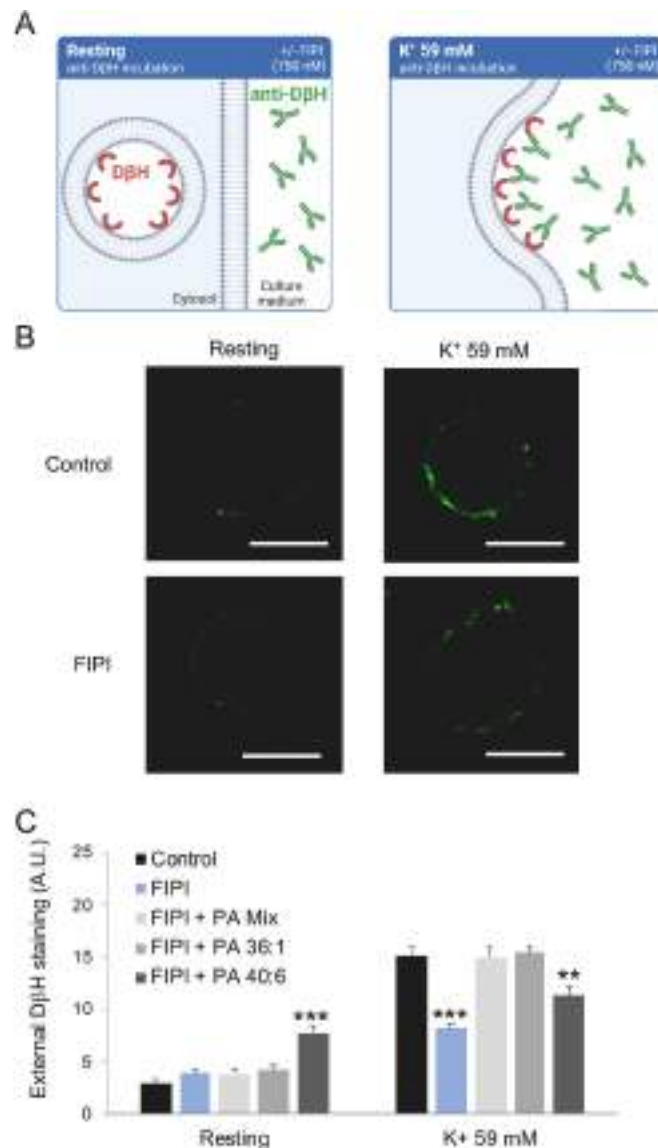 A
Resting
+/-FIPI
anti-DβH incubation
(750 nM)
K⁺ 59 mM
+/-FIPI
anti-DβH incubation
(750 nM)
anti-DβH
DβH
Cytosol
Culture
medium
B
Resting
K⁺ 59 mM
Control
FIPI
C
External DβH staining (A.U.)
25
20
15
10
5
0
Control
FIPI
FIPI + PA Mix
FIPI + PA 36:1
FIPI + PA 40:6
***
***
**
Resting
K+ 59 mM